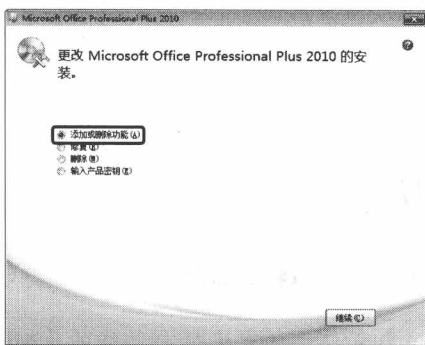 Microsoft Office Professional Plus 2010
更改 Microsoft Office Professional Plus 2010 的安
装。
添加或删除功能(A)
修复(E)
删除(R)
输入产品密钥(E)
继续(C)